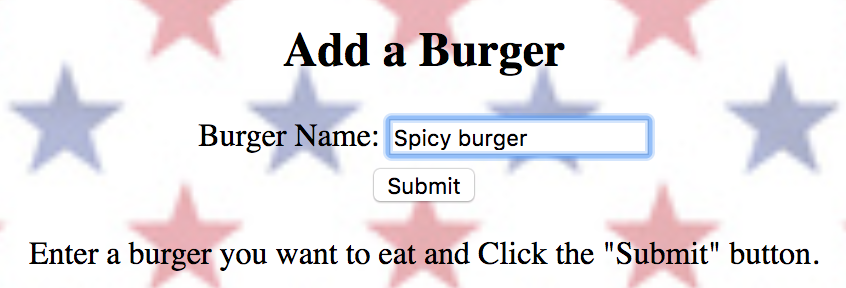 Add a Burger
Burger Name: Spicy burger
Submit
Enter a burger you want to eat and Click the "Submit" button.